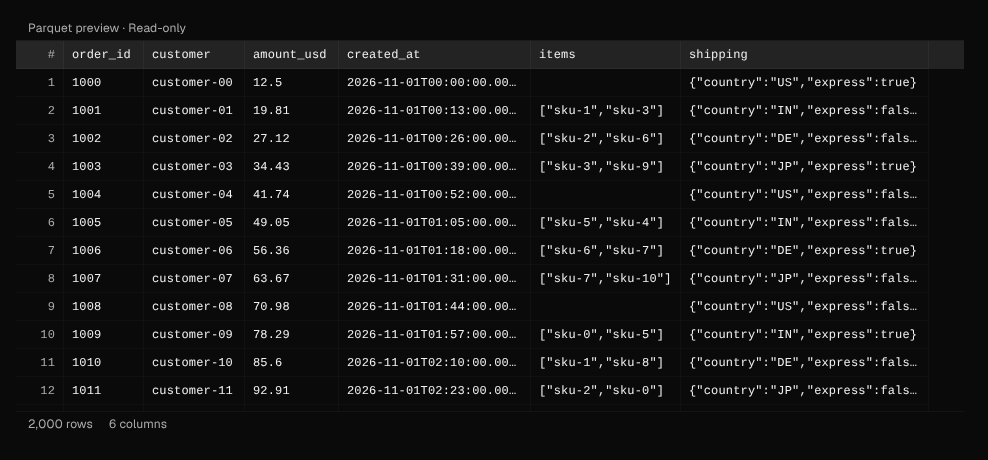 Parquet preview · Read-only
# order_id customer amount_usd created_at items shipping
1 1000 customer-00 12.5 2026-11-01T00:00:00.00… {"country":"US","express":true}
2 1001 customer-01 19.81 2026-11-01T00:13:00.00… ["sku-1","sku-3"] {"country":"IN","express":fals…
3 1002 customer-02 27.12 2026-11-01T00:26:00.00… ["sku-2","sku-6"] {"country":"DE","express":fals…
4 1003 customer-03 34.43 2026-11-01T00:39:00.00… ["sku-3","sku-9"] {"country":"JP","express":true}
5 1004 customer-04 41.74 2026-11-01T00:52:00.00… {"country":"US","express":fals…
6 1005 customer-05 49.05 2026-11-01T01:05:00.00… ["sku-5","sku-4"] {"country":"IN","express":fals…
7 1006 customer-06 56.36 2026-11-01T01:18:00.00… ["sku-6","sku-7"] {"country":"DE","express":true}
8 1007 customer-07 63.67 2026-11-01T01:31:00.00… ["sku-7","sku-10"] {"country":"JP","express":fals…
9 1008 customer-08 70.98 2026-11-01T01:44:00.00… {"country":"US","express":fals…
10 1009 customer-09 78.29 2026-11-01T01:57:00.00… ["sku-0","sku-5"] {"country":"IN","express":true}
11 1010 customer-10 85.6 2026-11-01T02:10:00.00… ["sku-1","sku-8"] {"country":"DE","express":fals…
12 1011 customer-11 92.91 2026-11-01T02:23:00.00… ["sku-2","sku-0"] {"country":"JP","express":fals…
2,000 rows 6 columns